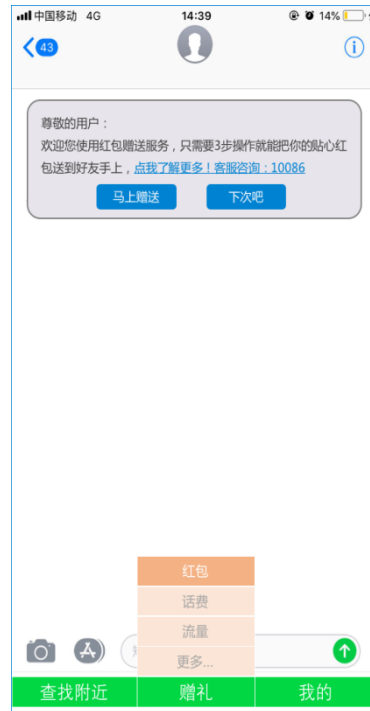 中国移动 4G 14:39 14%
43
尊敬的用户：
欢迎您使用红包赠送服务，只需要3步操作就能把你的贴心红
包送到好友手上，点我了解更多！客服咨询：10086
马上赠送 下次吧
红包
话费
流量
更多...
查找附近 赠礼 我的